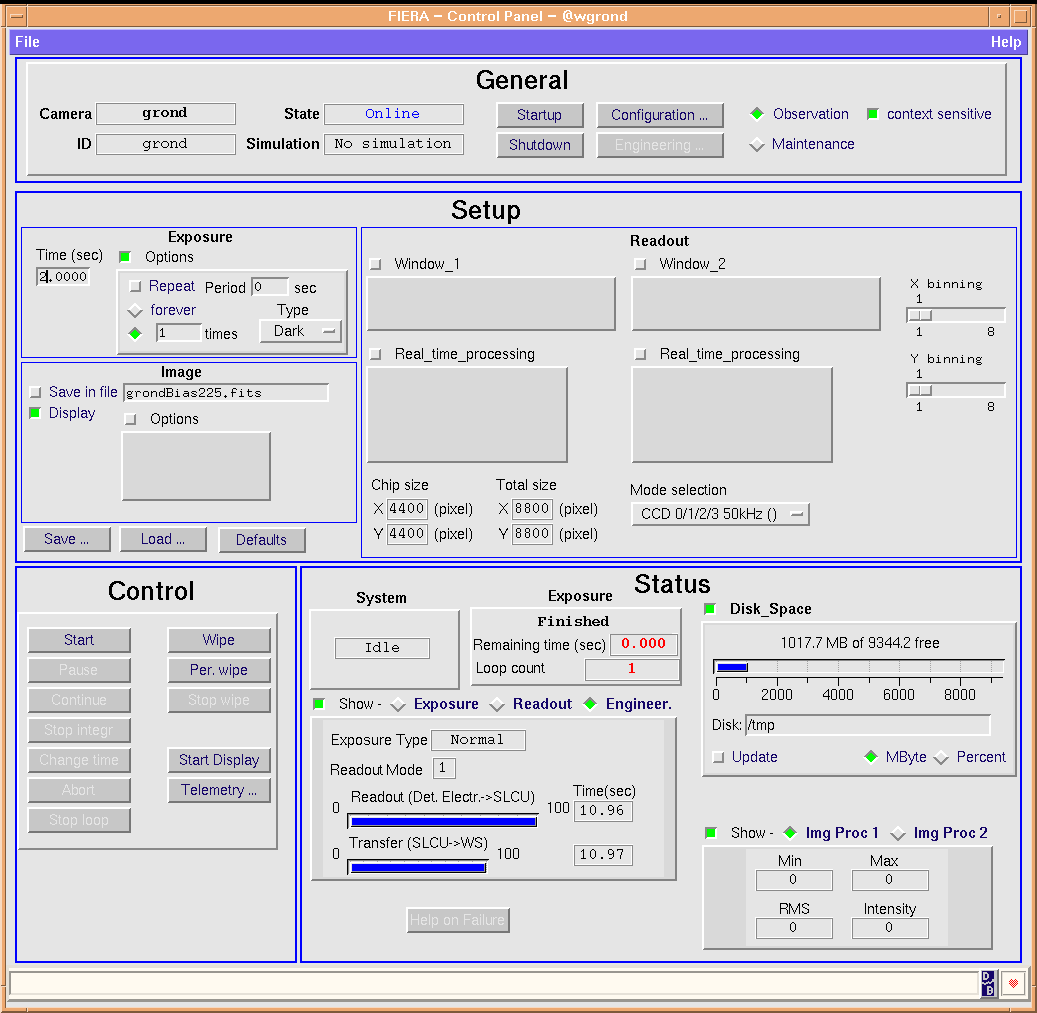 FIERA - Control Panel - @wgrond
File Help
General
Camera grond State Online Startup Configuration ... Observation context sensitive
ID grond Simulation No simulation Shutdown Engineering ... Maintenance
Setup
Exposure
Time (sec) Options
2.0000
Repeat Period 0 sec
forever Type
1 times Dark
Image
Save in file grondBias225.fits
Display
Options
Save ... Load ... Defaults
Readout
Window_1 Window_2
X binning
1
1 8
Real_time_processing Real_time_processing
Y binning
1
1 8
Chip size Total size Mode selection
X 4400 (pixel) X 8800 (pixel) CCD 0/1/2/3 50kHz ()
Y 4400 (pixel) Y 8800 (pixel)
Control
Start Wipe
Pause Per. wipe
Continue Stop wipe
Stop integr
Change time Start Display
Abort Telemetry ...
Stop loop
Status
System Exposure
Idle
Finished
Remaining time (sec) 0.000
Loop count 1
Disk_Space
1017.7 MB of 9344.2 free
0 2000 4000 6000 8000
Disk: /tmp
Update MByte Percent
Show - Exposure Readout Engineer.
Exposure Type Normal
Readout Mode 1
Readout (Det. Electr.->SLCU) Time(sec)
0 100 10.96
Transfer (SLCU->WS)
0 100 10.97
Help on Failure
Show - Img Proc 1 Img Proc 2
Min Max
0 0
RMS Intensity
0 0
D
B